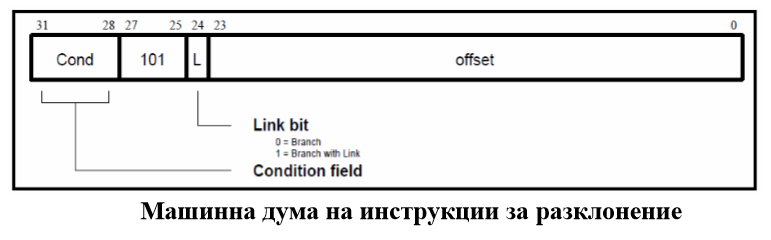 31 28 27 25 24 23 0
Cond 101 L offset
Link bit
0 = Branch
1 = Branch with Link
Condition field
Машинна дума на инструкции за разклонение